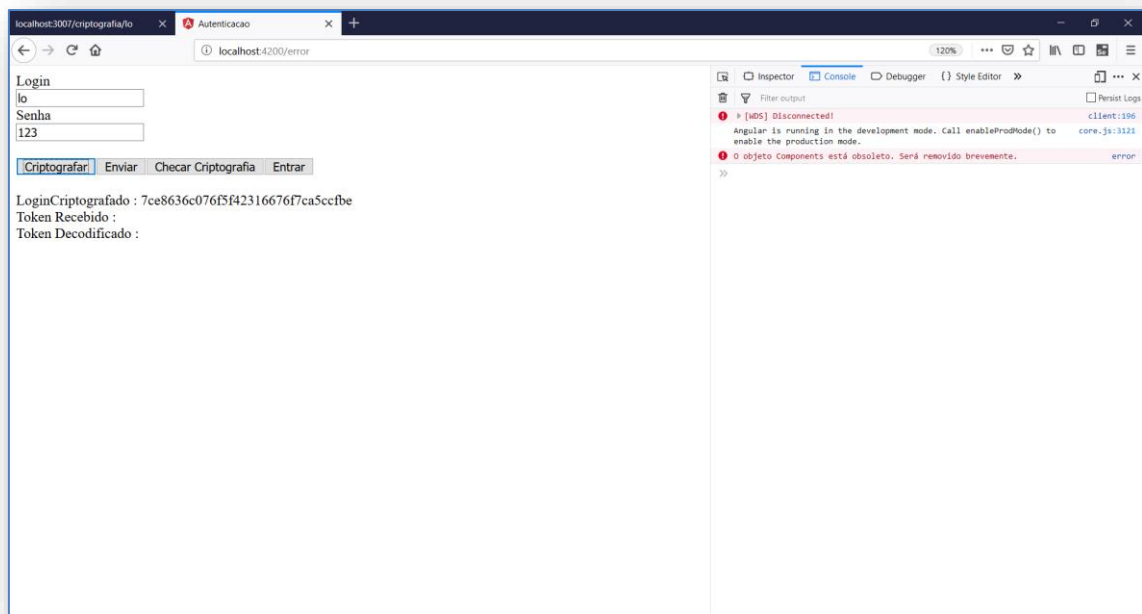 localhost:3007/criptografia/lo
Autenticacao
localhost:4200/error
120%
Login
lo
Senha
123
Criptografar Enviar Checar Criptografia Entrar
LoginCriptografado : 7ce8636c076f5f42316676f7ca5ccfbe
Token Recebido :
Token Decodificado :
Inspector Console Debugger {} Style Editor
Filter output Persist Logs
[WDS] Disconnected! client:196
Angular is running in the development mode. Call enableProdMode() to core.js:3121
enable the production mode.
O objeto Components está obsoleto. Será removido brevemente. error